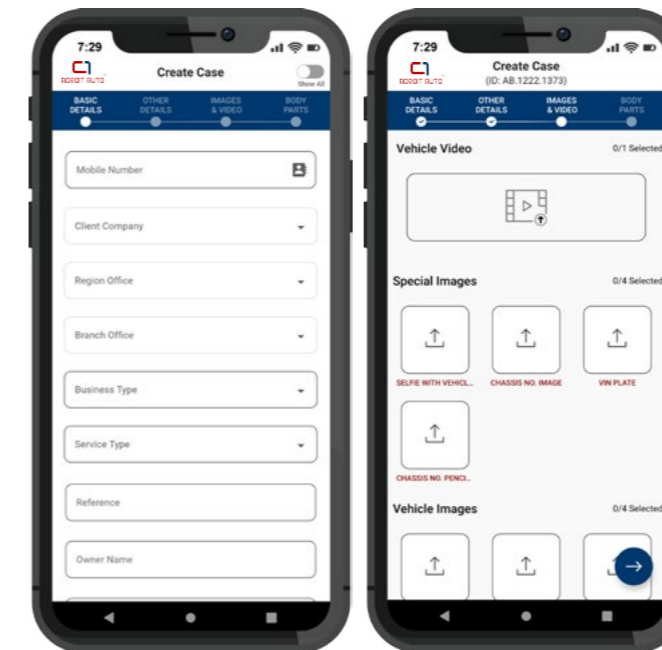 7:29
ADROIT AUTO
Create Case
Show All
BASIC DETAILS
OTHER DETAILS
IMAGES & VIDEO
BODY PARTS
Mobile Number
Client Company
Region Office
Branch Office
Business Type
Service Type
Reference
Owner Name
7:29
ADROIT AUTO
Create Case
(ID: AB.1222.1373)
BASIC DETAILS
OTHER DETAILS
IMAGES & VIDEO
BODY PARTS
Vehicle Video
0/1 Selected
Special Images
0/4 Selected
SELFIE WITH VEHICL...
CHASSIS NO. IMAGE
VIN PLATE
CHASSIS NO. PENCI...
Vehicle Images
0/4 Selected